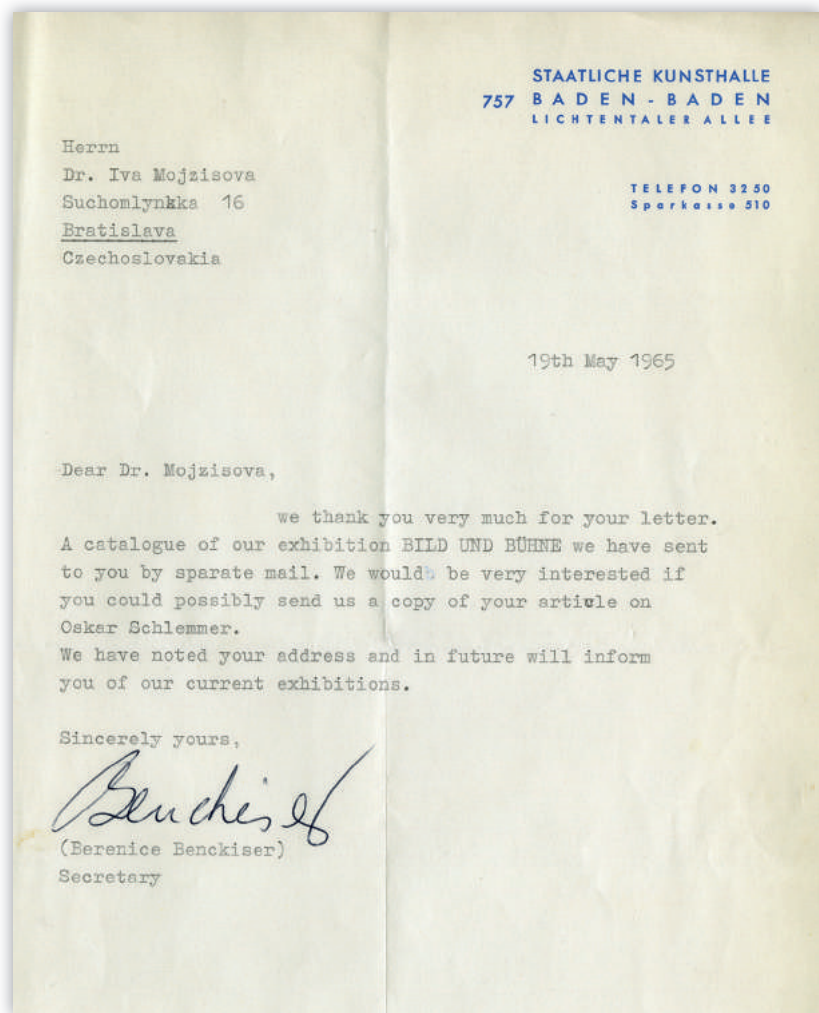 STAATLICHE KUNSTHALLE
757 BADEN-BADEN
LICHTENTALER ALLEE
TELEFON 3250
Sparkasse 510
Herrn
Dr. Iva Mojzisova
Suchomlynkka 16
Bratislava
Czechoslovakia
19th May 1965
Dear Dr. Mojzisova,
we thank you very much for your letter.
A catalogue of our exhibition BILD UND BÜHNE we have sent
to you by sparate mail. We would be very interested if
you could possibly send us a copy of your article on
Oskar Schlemmer.
We have noted your address and in future will inform
you of our current exhibitions.
Sincerely yours,
Benckiser
(Berenice Benckiser)
Secretary